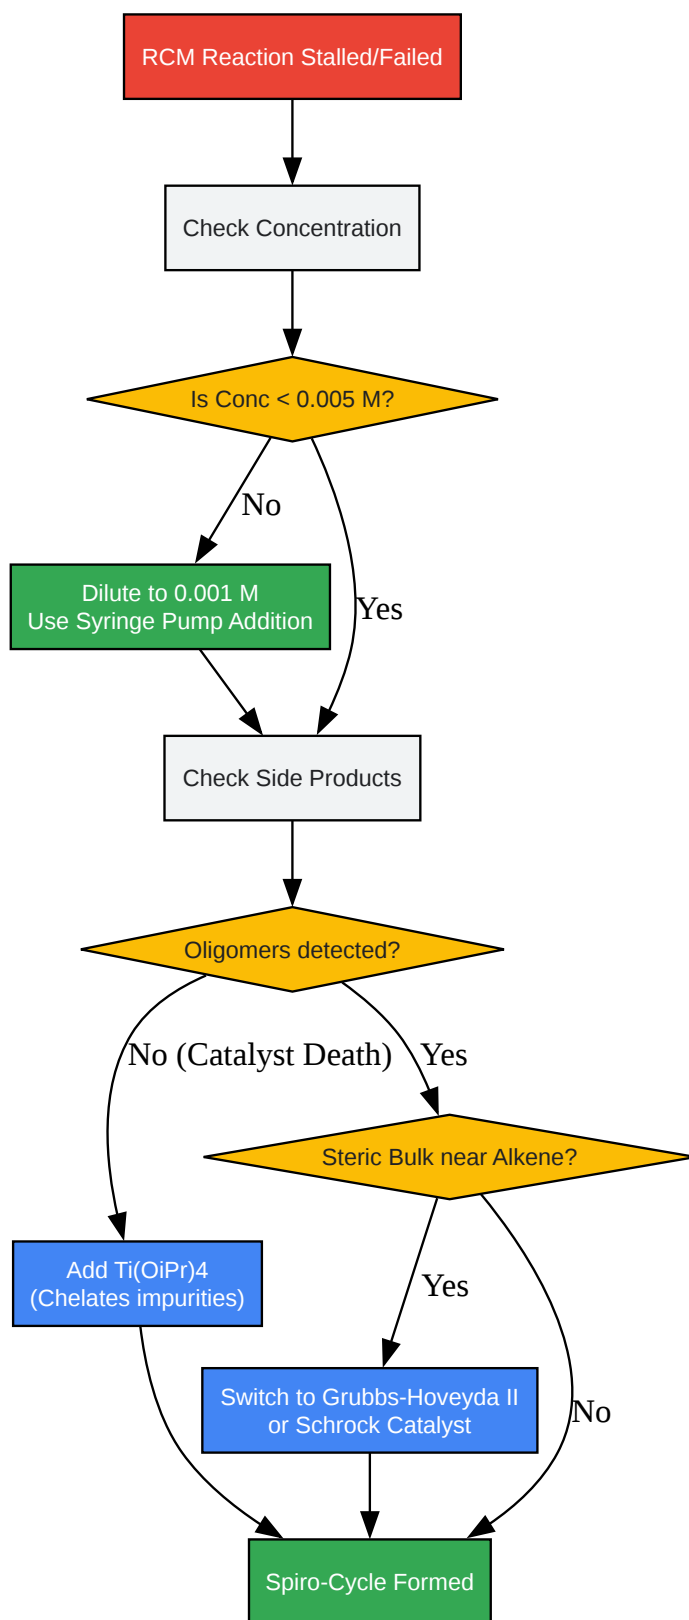 RCM Reaction Stalled/Failed
Check Concentration
Is Conc < 0.005 M?
No
Dilute to 0.001 M
Use Syringe Pump Addition
Yes
Check Side Products
Oligomers detected?
No (Catalyst Death)
Yes
Steric Bulk near Alkene?
Add Ti(OiPr)4
(Chelates impurities)
Yes
Switch to Grubbs-Hoveyda II
or Schrock Catalyst
No
Spiro-Cycle Formed